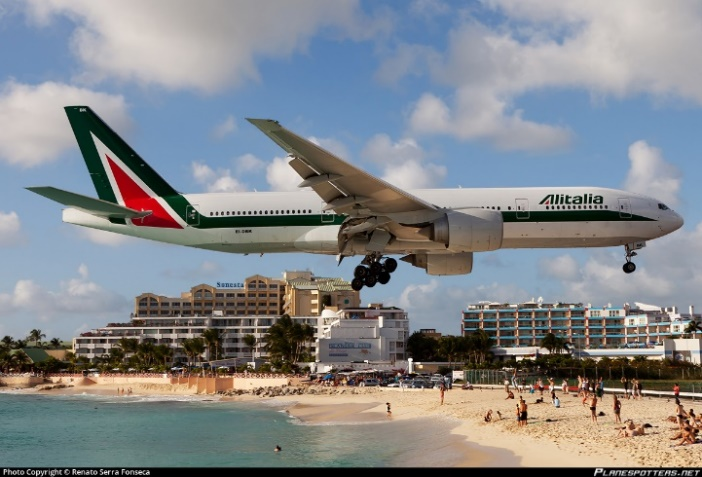 Alitalia
Sonesta
Photo Copyright © Renato Serra Fonseca
PLANESPOTTERS.NET